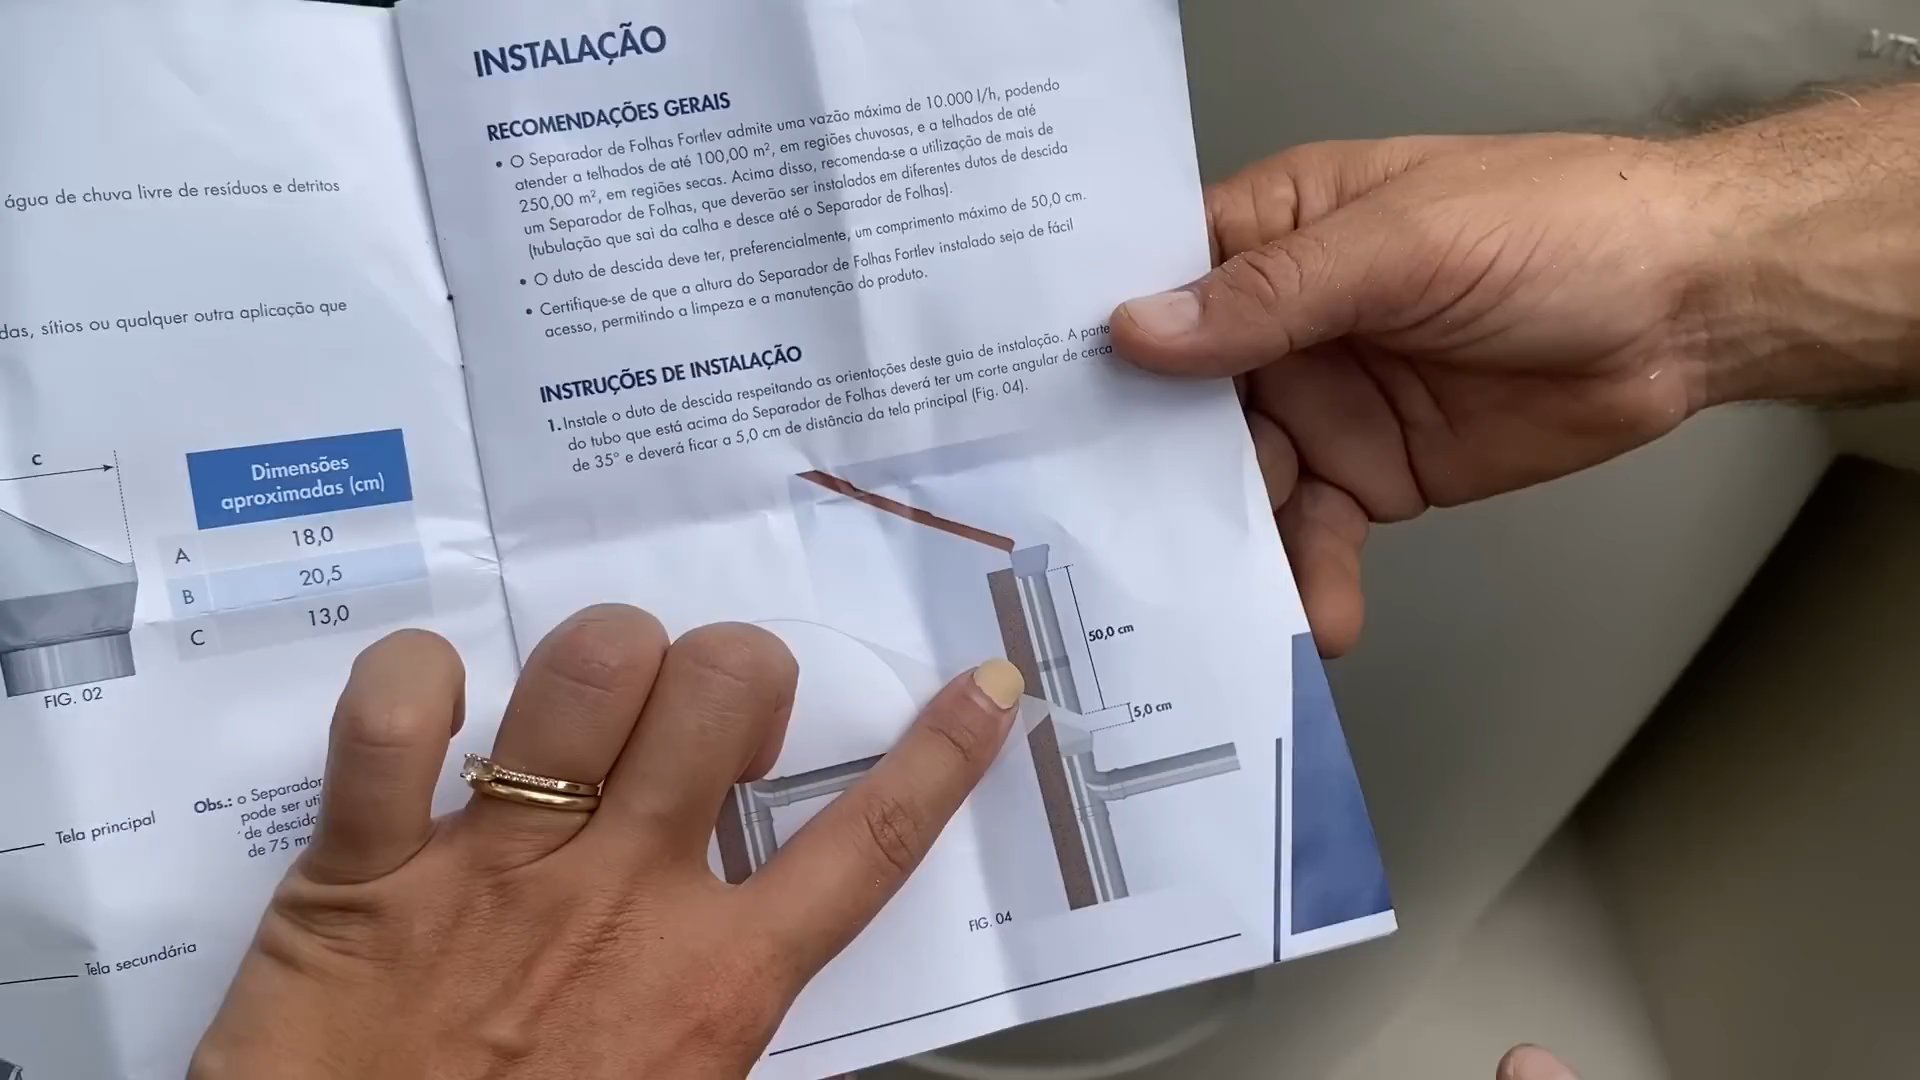 água de chuva livre de resíduos e detritos
das, sítios ou qualquer outra aplicação que
C
Dimensões
aproximadas (cm)
A 18,0
B 20,5
C 13,0
FIG. 02
Tela principal
Obs.: o Separador
pode ser
de descida
de 75
Tela secundária
INSTALAÇÃO
RECOMENDAÇÕES GERAIS
• O Separador de Folhas Fortlev admite uma vazão máxima de 10.000 l/h, podendo
atender a telhados de até 100,00 m², em regiões chuvosas, e a telhados de até
250,00 m², em regiões secas. Acima disso, recomenda-se a utilização de mais de
um Separador de Folhas, que deverão ser instalados em diferentes dutos de descida
(tubulação que sai da calha e desce até o Separador de Folhas).
• O duto de descida deve ter, preferencialmente, um comprimento máximo de 50,0 cm.
• Certifique-se de que a altura do Separador de Folhas Fortlev instalado seja de fácil
acesso, permitindo a limpeza e a manutenção do produto.
INSTRUÇÕES DE INSTALAÇÃO
1. Instale o duto de descida respeitando as orientações deste guia de instalação. A parte
do tubo que está acima do Separador de Folhas deverá ter um corte angular de cerca
de 35° e deverá ficar a 5,0 cm de distância da tela principal (Fig. 04).
50,0 cm
5,0 cm
FIG. 04